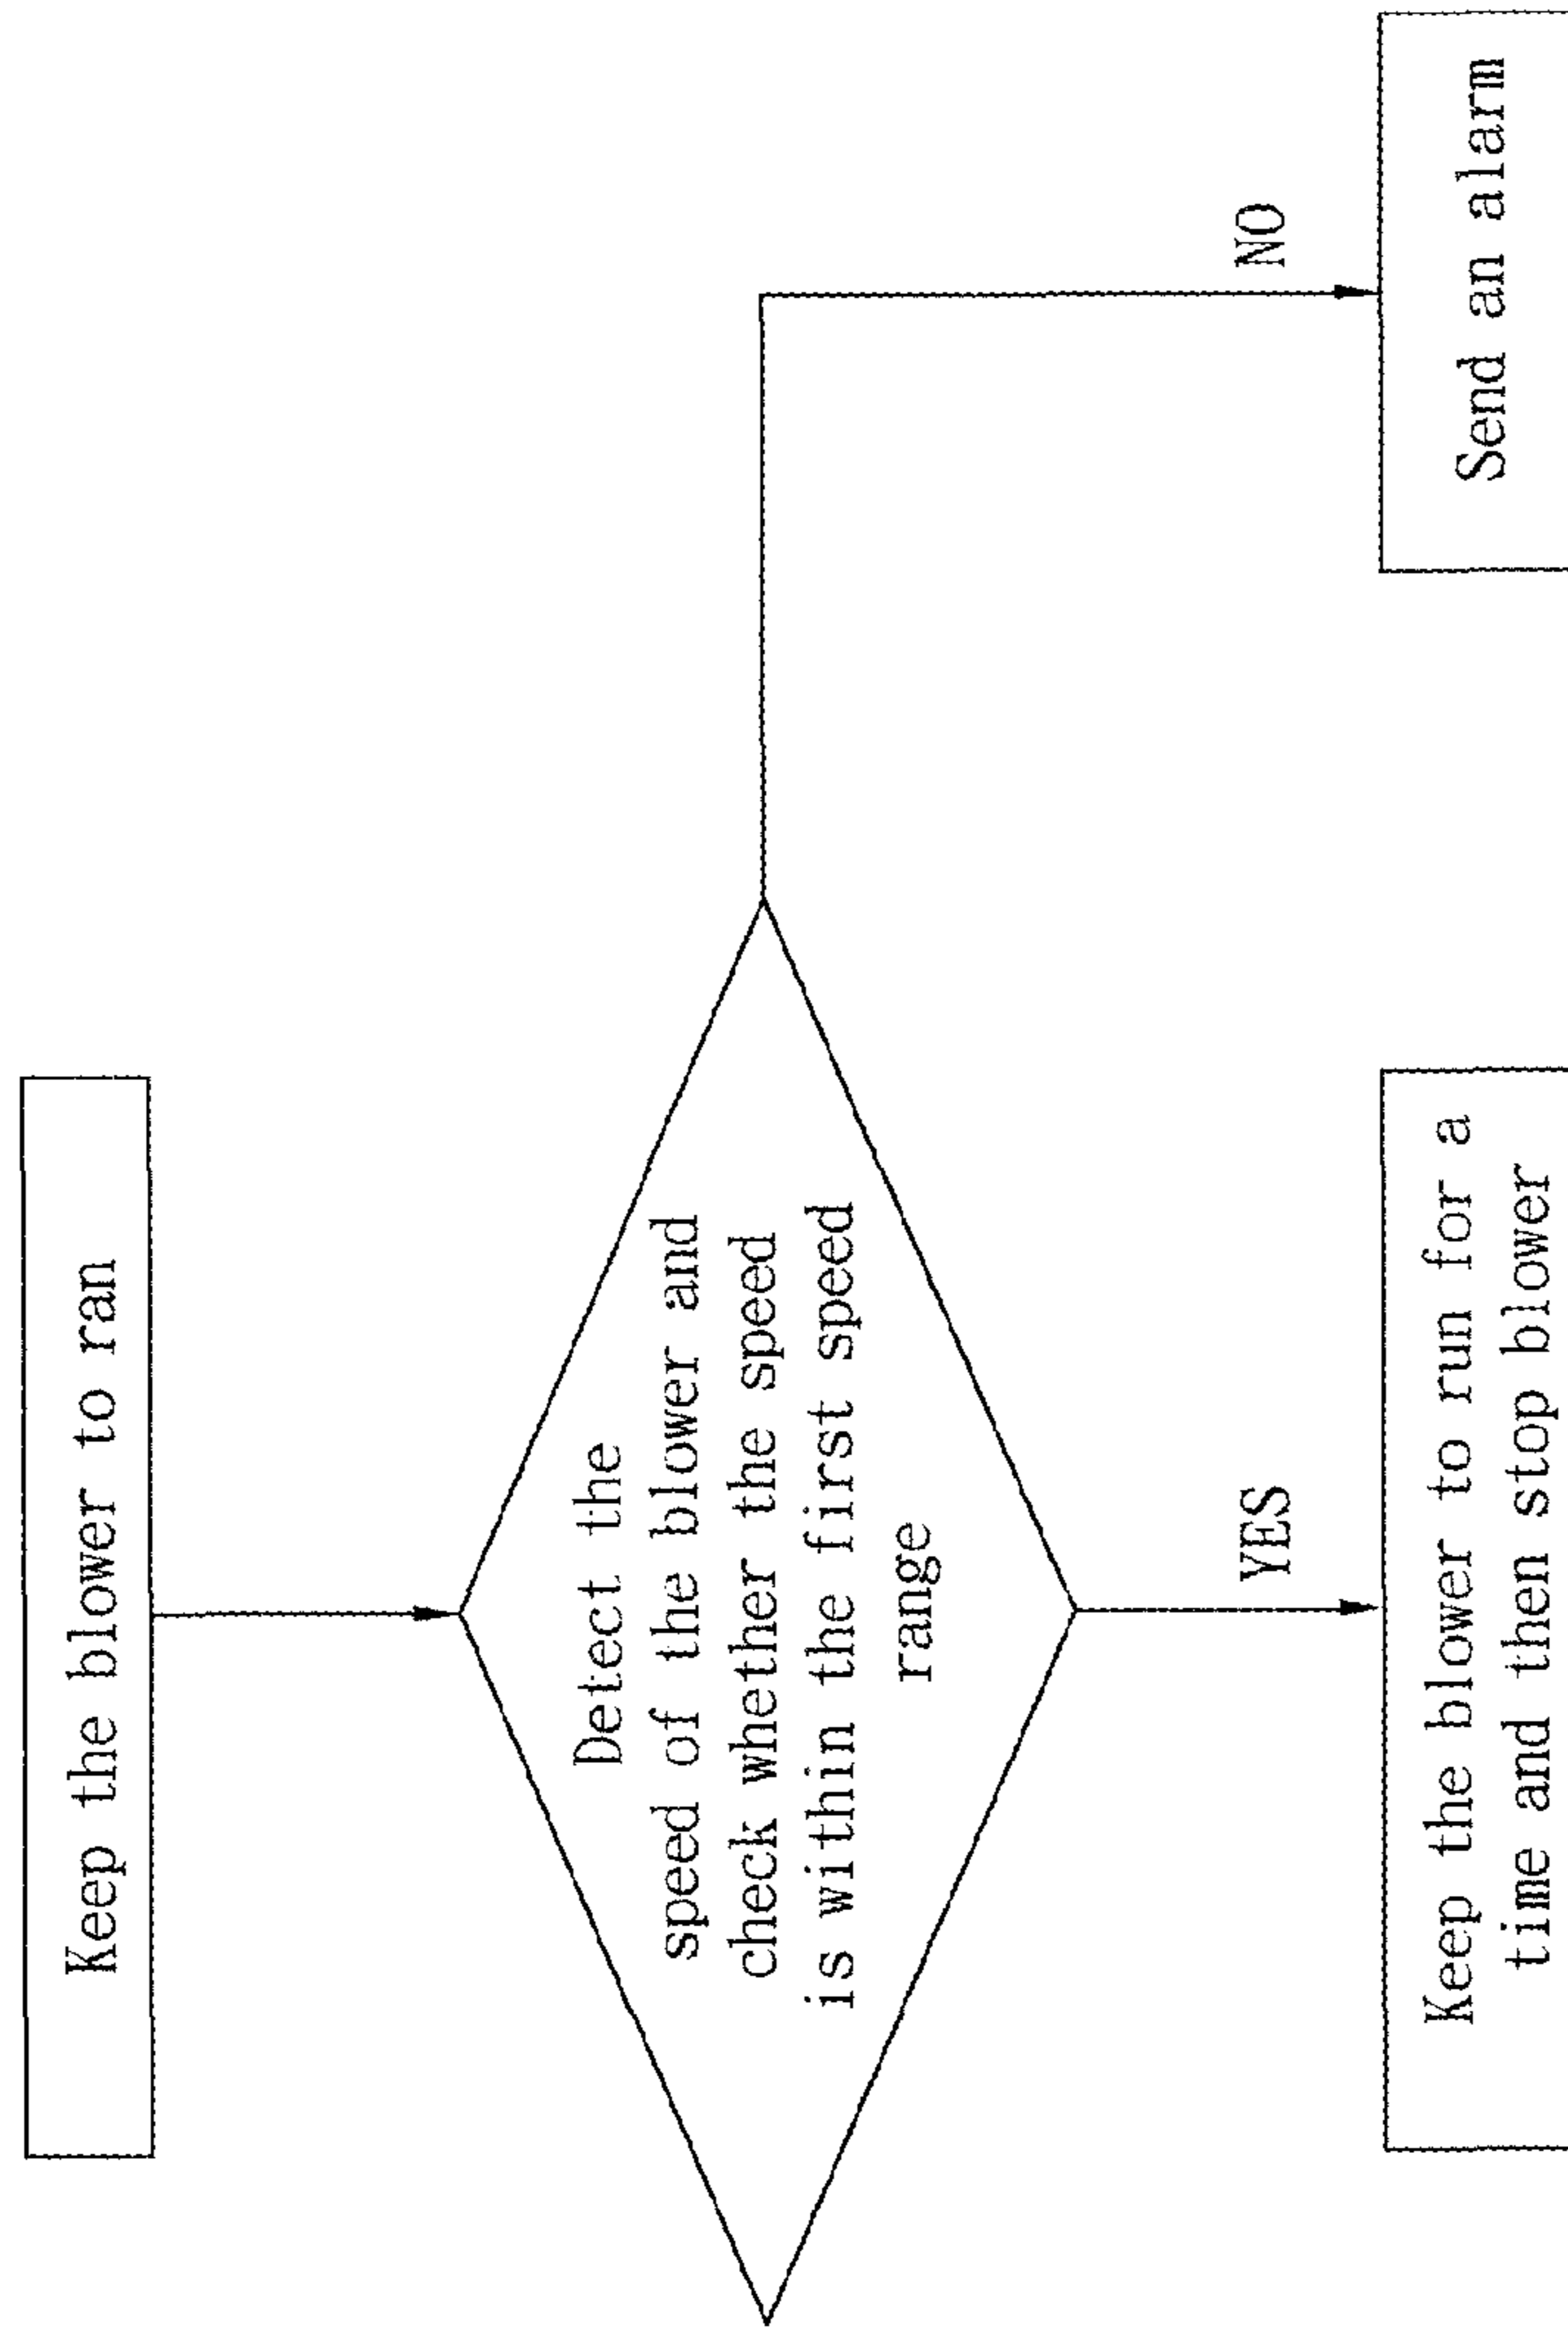 Keep the blower to ran
Detect the
speed of the blower and
check whether the speed
is within the first speed
range
YES
NO
Keep the blower to run for a
time and then stop blower
Send an alarm